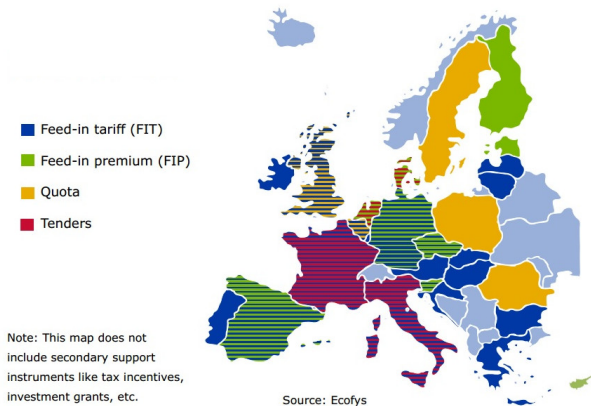 Feed-in tariff (FIT)
Feed-in premium (FIP)
Quota
Tenders
Note: This map does not
include secondary support
instruments like tax incentives,
investment grants, etc.
Source: Ecofys